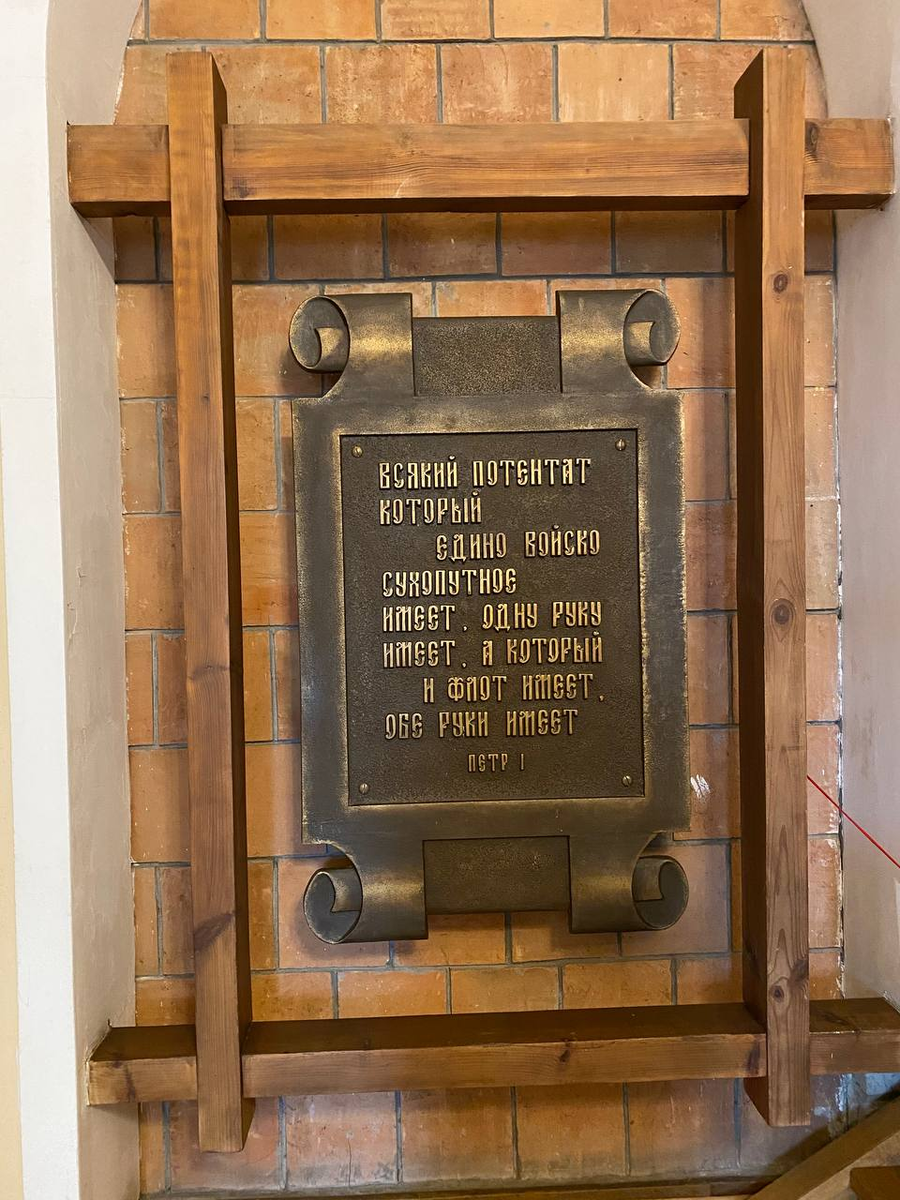 ВСЯКИЙ ПОТЕНТАТ
КОТОРЫЙ
ЕДИНО ВОЙСКО
СУХОПУТНОЕ
ИМЕЕТ, ОДНУ РУКУ
ИМЕЕТ, А КОТОРЫЙ
И ФЛОТ ИМЕЕТ,
ОБЕ РУКИ ИМЕЕТ
ПЕТР I